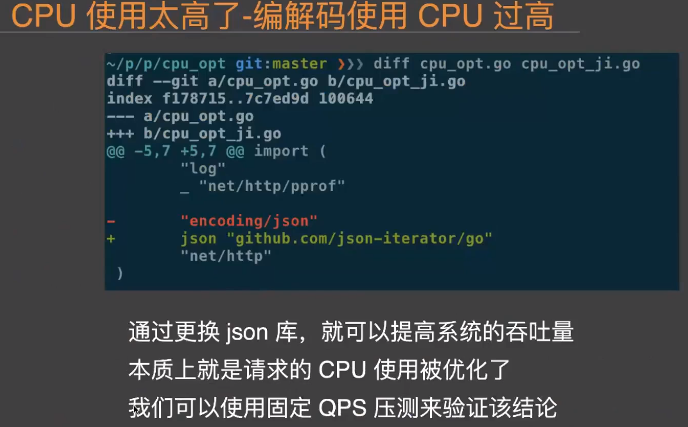 CPU 使用太高了-编解码使用 CPU 过高
~/p/p/cpu_opt git:master ❯❯❯ diff cpu_opt.go cpu_opt_ji.go
diff --git a/cpu_opt.go b/cpu_opt_ji.go
index f178715..7c7ed9d 100644
--- a/cpu_opt.go
+++ b/cpu_opt_ji.go
@@ -5,7 +5,7 @@ import (
"log"
_ "net/http/pprof"
- "encoding/json"
+ json "github.com/json-iterator/go"
"net/http"
)
通过更换 json 库，就可以提高系统的吞吐量
本质上就是请求的 CPU 使用被优化了
我们可以使用固定 QPS 压测来验证该结论